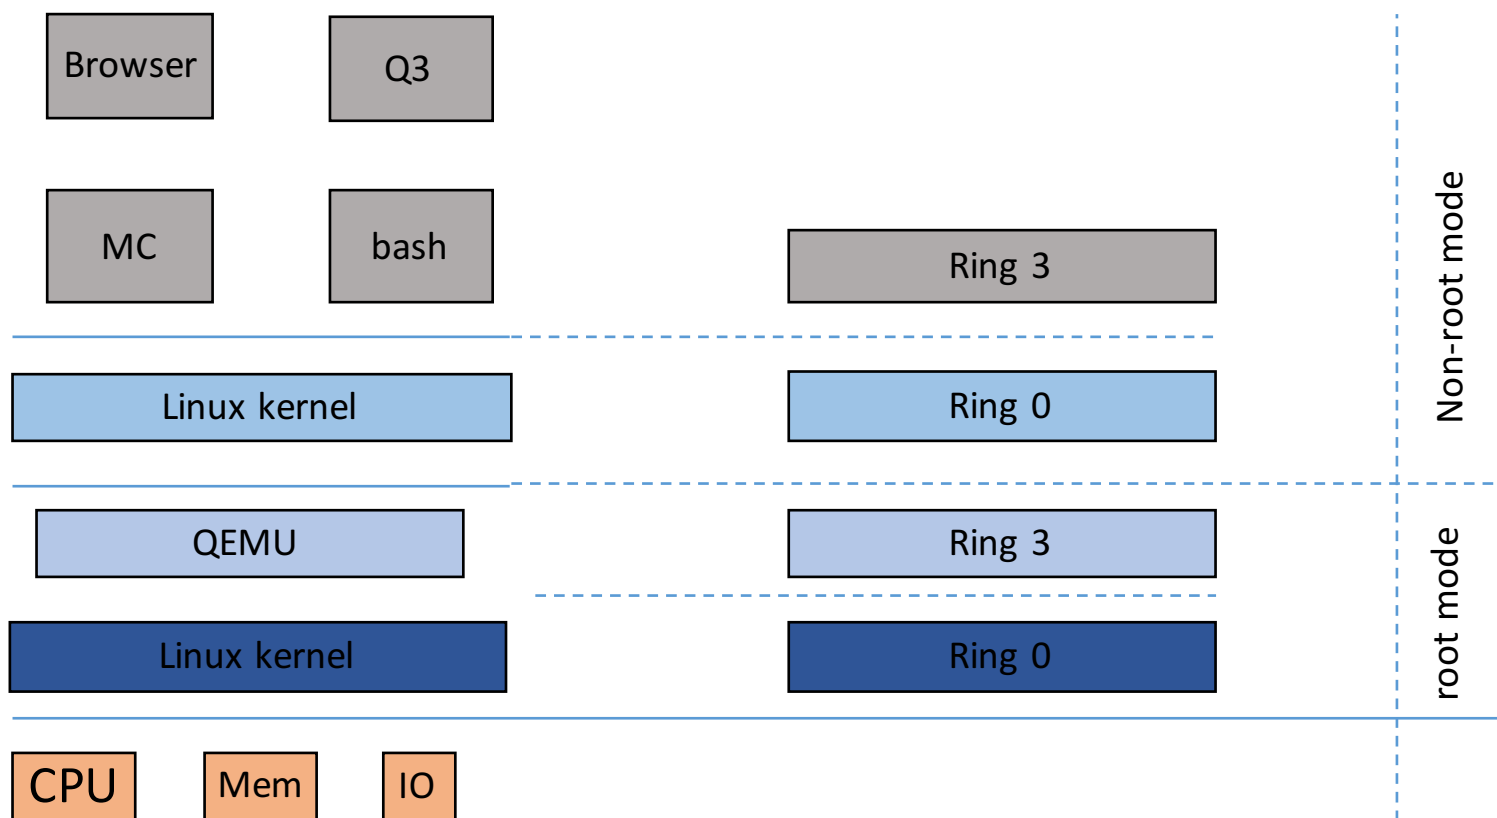 Browser
Q3
MC
bash
Ring 3
Non-root mode
Linux kernel
Ring 0
QEMU
Ring 3
root mode
Linux kernel
Ring 0
CPU
Mem
IO